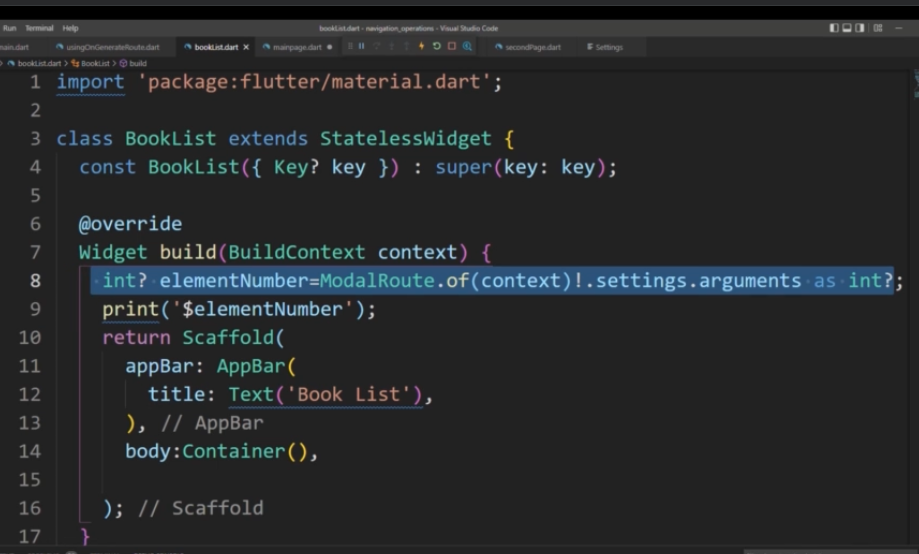 Run Terminal Help bookList.dart - navigation_operations - Visual Studio Code
main.dart usingOnGenerateRoute.dart bookList.dart mainpage.dart secondPage.dart Settings
bookList.dart > BookList > build
1 import 'package:flutter/material.dart';
2
3 class BookList extends StatelessWidget {
4 const BookList({ Key? key }) : super(key: key);
5
6 @override
7 Widget build(BuildContext context) {
8 int? elementNumber=ModalRoute.of(context)!.settings.arguments as int?;
9 print('$elementNumber');
10 return Scaffold(
11 appBar: AppBar(
12 title: Text('Book List'),
13 ), // AppBar
14 body:Container(),
15
16 ); // Scaffold
17 }